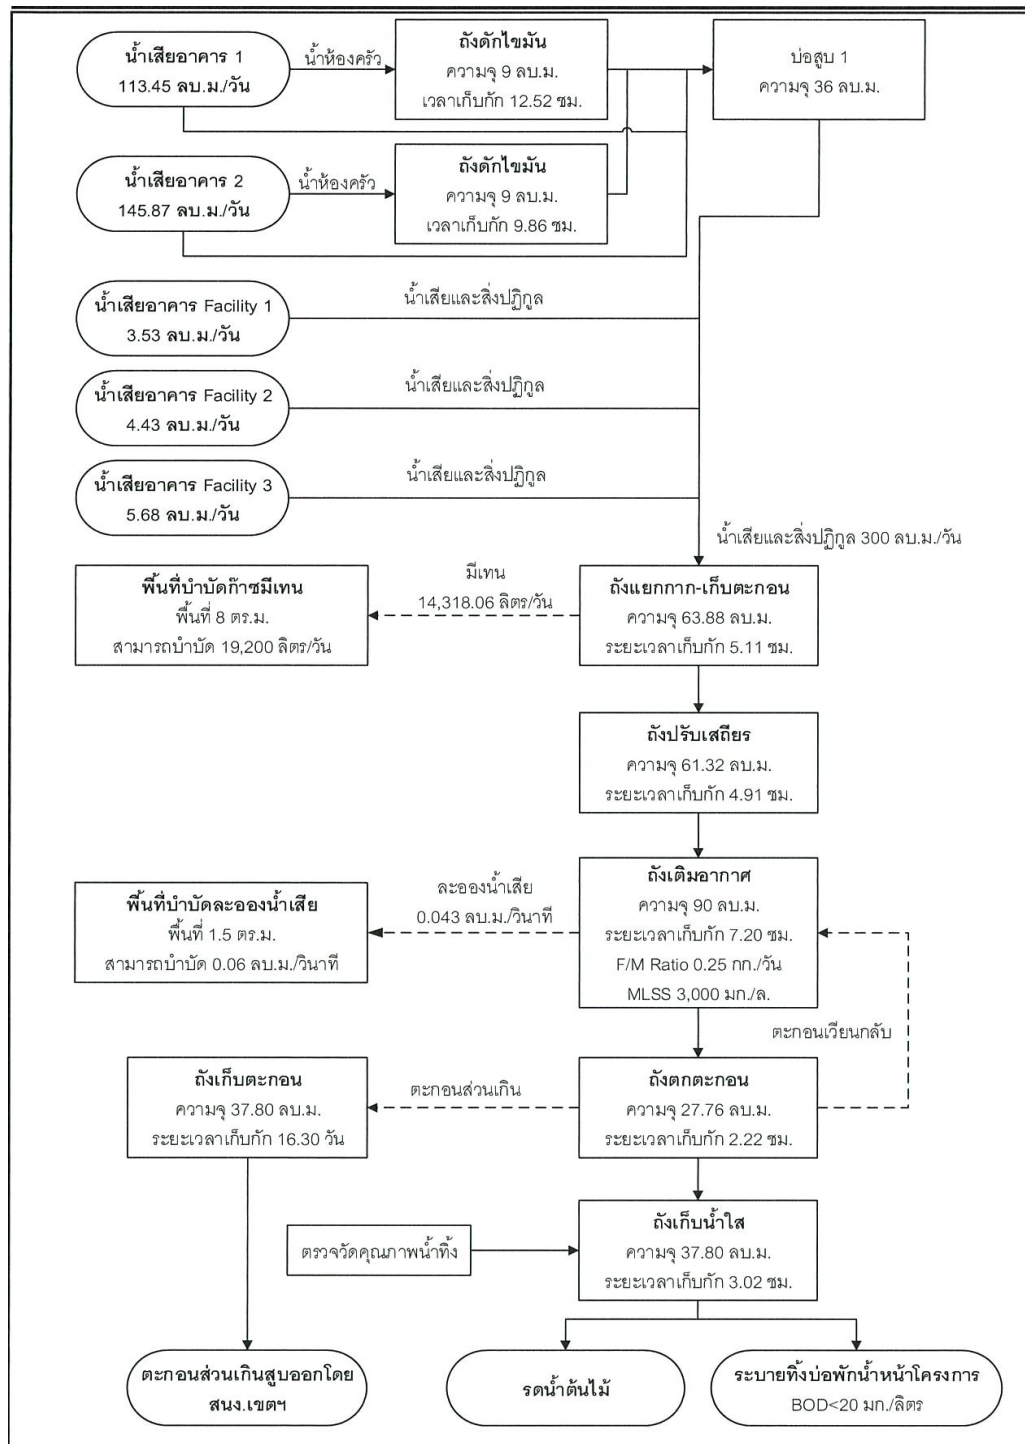 น้ำเสียอาคาร 1
113.45 ลบ.ม./วัน
น้ำห้องครัว
ถังดักไขมัน
ความจุ 9 ลบ.ม.
เวลาเก็บกัก 12.52 ชม.
บ่อสูบ 1
ความจุ 36 ลบ.ม.
น้ำเสียอาคาร 2
145.87 ลบ.ม./วัน
น้ำห้องครัว
ถังดักไขมัน
ความจุ 9 ลบ.ม.
เวลาเก็บกัก 9.86 ชม.
น้ำเสียอาคาร Facility 1
3.53 ลบ.ม./วัน
น้ำเสียและสิ่งปฏิกูล
น้ำเสียอาคาร Facility 2
4.43 ลบ.ม./วัน
น้ำเสียและสิ่งปฏิกูล
น้ำเสียอาคาร Facility 3
5.68 ลบ.ม./วัน
น้ำเสียและสิ่งปฏิกูล
น้ำเสียและสิ่งปฏิกูล 300 ลบ.ม./วัน
พื้นที่บำบัดก๊าซมีเทน
พื้นที่ 8 ตร.ม.
สามารถบำบัด 19,200 ลิตร/วัน
มีเทน
14,318.06 ลิตร/วัน
ถังแยกกาก-เก็บตะกอน
ความจุ 63.88 ลบ.ม.
ระยะเวลาเก็บกัก 5.11 ชม.
ถังปรับเสถียร
ความจุ 61.32 ลบ.ม.
ระยะเวลาเก็บกัก 4.91 ชม.
พื้นที่บำบัดละอองน้ำเสีย
พื้นที่ 1.5 ตร.ม.
สามารถบำบัด 0.06 ลบ.ม./วินาที
ละอองน้ำเสีย
0.043 ลบ.ม./วินาที
ถังเติมอากาศ
ความจุ 90 ลบ.ม.
ระยะเวลาเก็บกัก 7.20 ชม.
F/M Ratio 0.25 กก./วัน
MLSS 3,000 มก./ล.
ตะกอนเวียนกลับ
ถังเก็บตะกอน
ความจุ 37.80 ลบ.ม.
ระยะเวลาเก็บกัก 16.30 วัน
ตะกอนส่วนเกิน
ถังตกตะกอน
ความจุ 27.76 ลบ.ม.
ระยะเวลาเก็บกัก 2.22 ชม.
ตรวจวัดคุณภาพน้ำทิ้ง
ถังเก็บน้ำใส
ความจุ 37.80 ลบ.ม.
ระยะเวลาเก็บกัก 3.02 ชม.
ตะกอนส่วนเกินสูบออกโดย
สนง.เขตฯ
รดน้ำต้นไม้
ระบายทิ้งบ่อพักน้ำหน้าโครงการ
BOD<20 มก./ลิตร